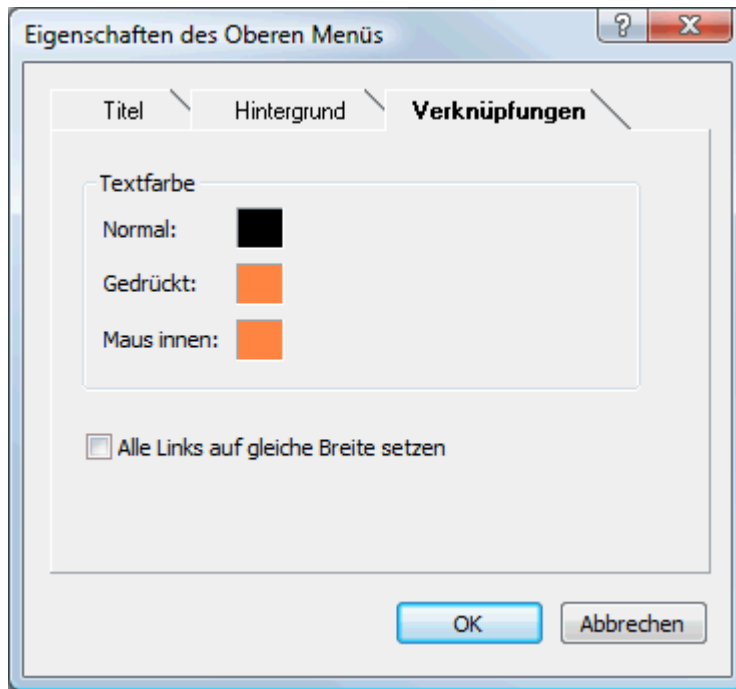 Eigenschaften des Oberen Menüs
?
Titel
Hintergrund
Verknüpfungen
Textfarbe
Normal:
Gedrückt:
Maus innen:
Alle Links auf gleiche Breite setzen
OK
Abbrechen